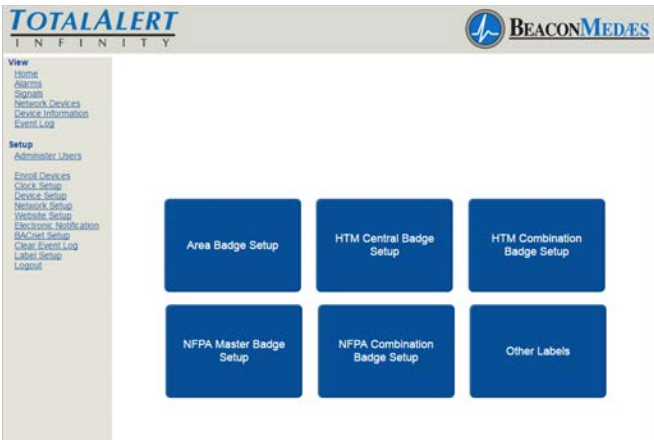 TOTALALERT
INFINITY
BEACONMEDÆS
View
Home
Alarms
Signals
Network Devices
Device Information
Event Log
Setup
Administer Users
Enroll Devices
Clock Setup
Device Setup
Network Setup
Website Setup
Electronic Notification
BACnet Setup
Clear Event Log
Label Setup
Logout
Area Badge Setup
HTM Central Badge
Setup
HTM Combination
Badge Setup
NFPA Master Badge
Setup
NFPA Combination
Badge Setup
Other Labels